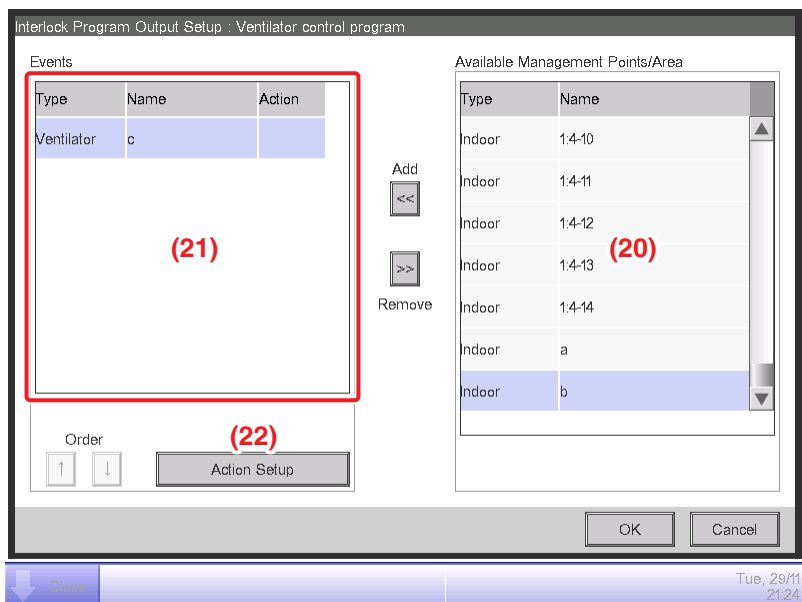 Interlock Program Output Setup : Ventilator control program
Events
Type Name Action
Ventilator c
(21)
Order
↑ ↓
(22)
Action Setup
Add
<<
>>
Remove
Available Management Points/Area
Type Name
Indoor 1:4-10
Indoor 1:4-11
Indoor 1:4-12
Indoor 1:4-13
Indoor 1:4-14
Indoor a
Indoor b
(20)
OK Cancel
Tue, 29/11
21:24